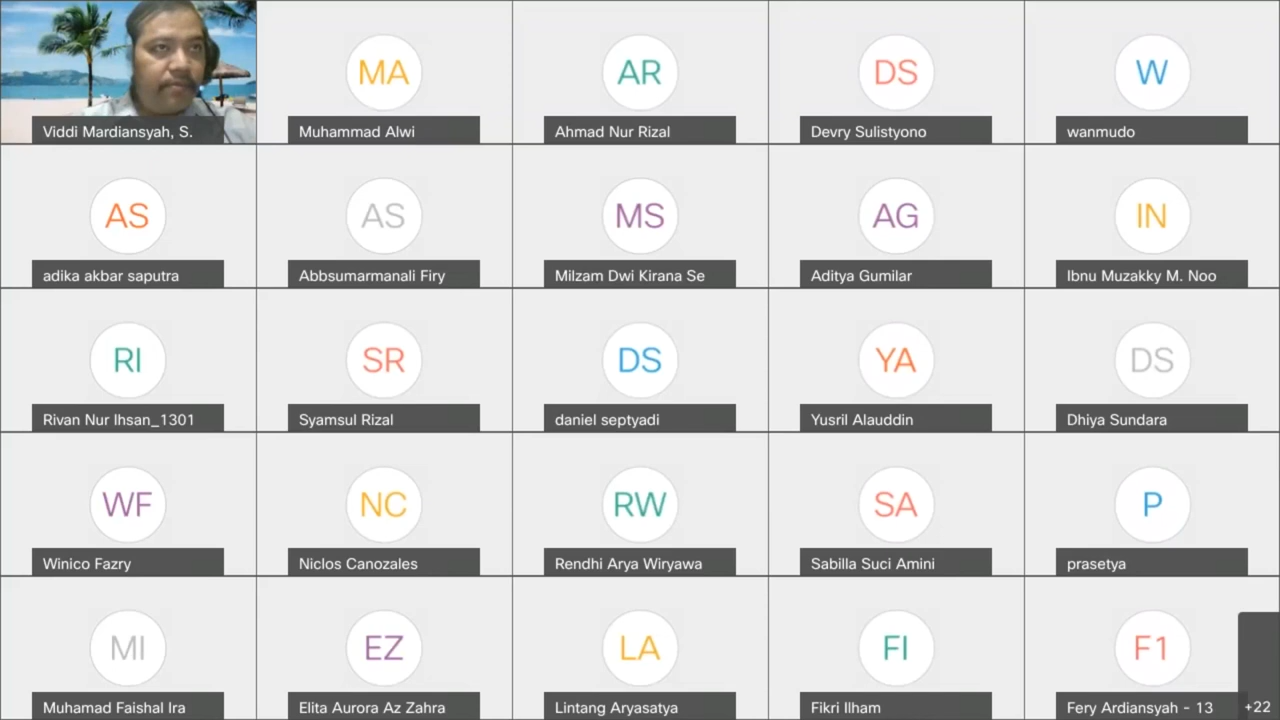 Viddi Mardiansyah, S.
MA
Muhammad Alwi
AR
Ahmad Nur Rizal
DS
Devry Sulistyono
W
wanmudo
AS
adika akbar saputra
AS
Abbsumarmanali Firy
MS
Milzam Dwi Kirana Se
AG
Aditya Gumilar
IN
Ibnu Muzakky M. Noo
RI
Rivan Nur Ihsan_1301
SR
Syamsul Rizal
DS
daniel septyadi
YA
Yusril Alauddin
DS
Dhiya Sundara
WF
Winico Fazry
NC
Niclos Canozales
RW
Rendhi Arya Wiryawa
SA
Sabilla Suci Amini
P
prasetya
MI
Muhamad Faishal Ira
EZ
Elita Aurora Az Zahra
LA
Lintang Aryasatya
FI
Fikri Ilham
F1
Fery Ardiansyah - 13
+22